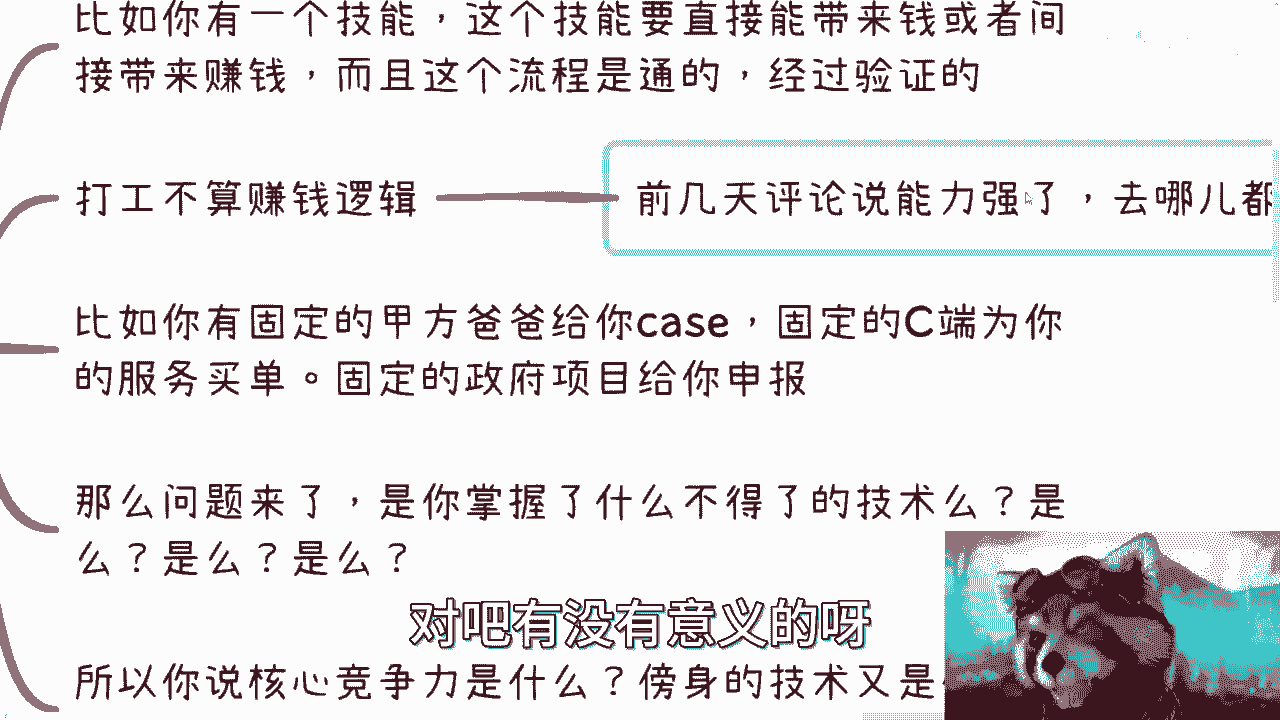 比如你有一个技能，这个技能要直接能带来钱或者间
接带来赚钱，而且这个流程是通的，经过验证的
打工不算赚钱逻辑
前几天评论说能力强了，去哪儿都
比如你有固定的甲方爸爸给你case，固定的C端为你
的服务买单。固定的政府项目给你申报
那么问题来了，是你掌握了什么不得了的技术么？是
么？是么？是么？
对吧有没有意义的呀
所以你说核心竞争力是什么？傍身的技术又是